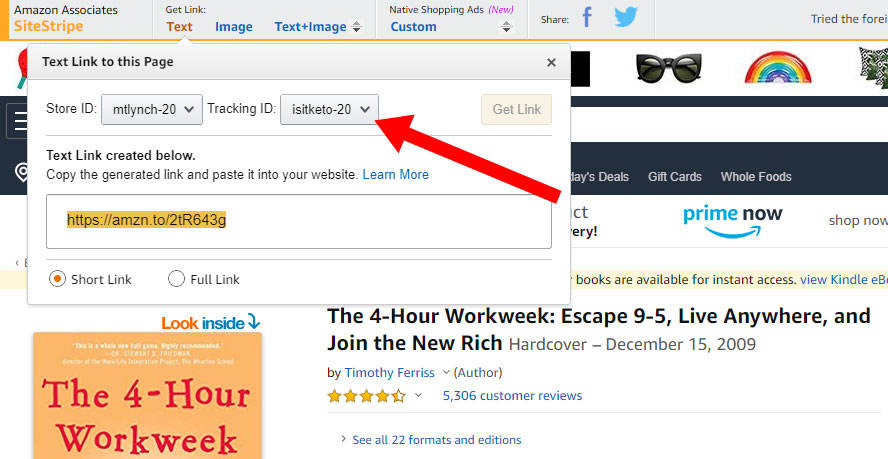 Amazon Associates
SiteStripe
Get Link:
Text Image Text+Image
Native Shopping Ads (New)
Custom
Share:
Tried the forei
Text Link to this Page
Store ID: mtlynch-20 Tracking ID: isitketo-20 Get Link
Text Link created below.
Copy the generated link and paste it into your website. Learn More
https://amzn.to/2tR643g
Short Link Full Link
day's Deals Gift Cards Whole Foods
uct
very!
prime now
shop now
r books are available for instant access. view Kindle eBo
Look inside
The 4-Hour Workweek: Escape 9-5, Live Anywhere, and
Join the New Rich Hardcover – December 15, 2009
by Timothy Ferriss (Author)
5,306 customer reviews
See all 22 formats and editions
"This is a whole new ball game. Highly recommended."
—DR. STEWART D. FRIEDMAN,
director of the Work/Life Integration Project, The Wharton School
THE 4-HOUR
WORKWEEK